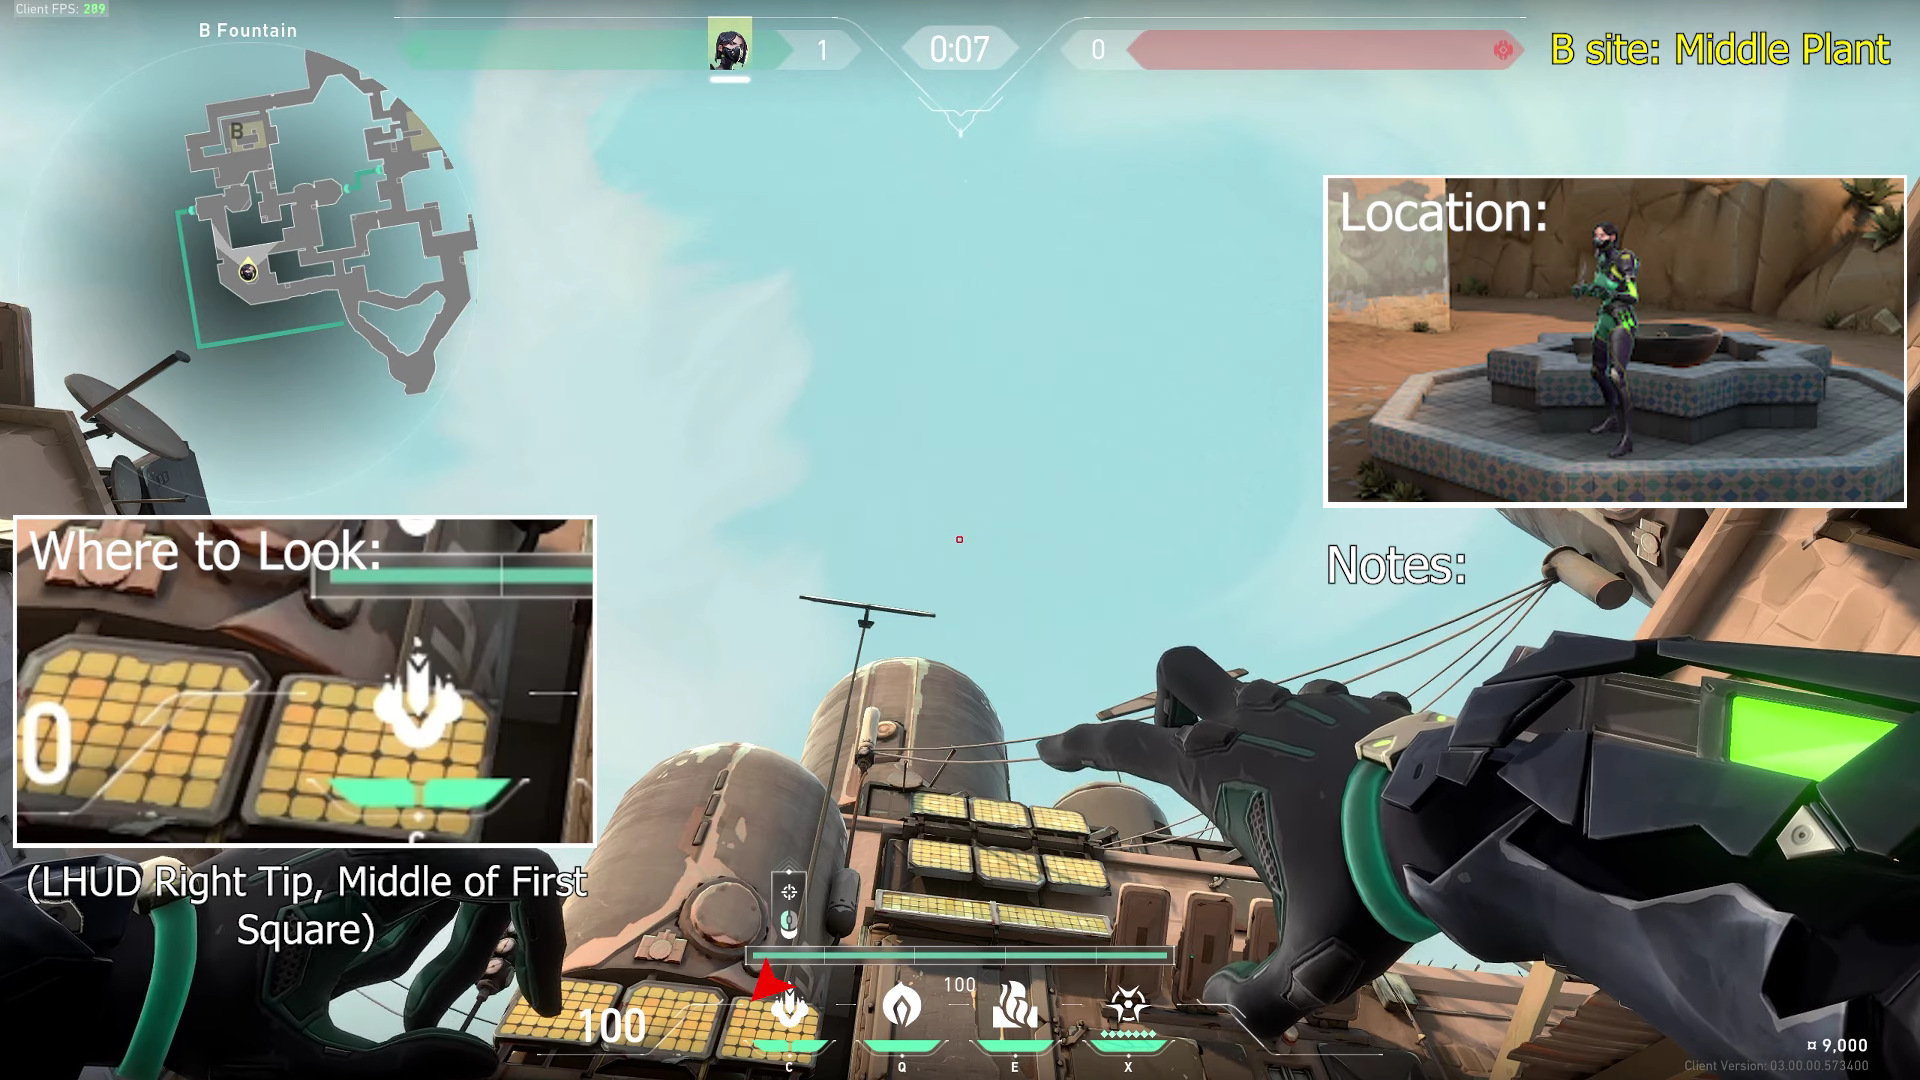 Client FPS: 289
B Fountain
1
0:07
0
B site: Middle Plant
B
Location:
Where to Look:
0
C
(LHUD Right Tip, Middle of First
Square)
Notes:
100
100
C
Q
E
X
¤ 9,000
Client Version: 03.00.00.573400